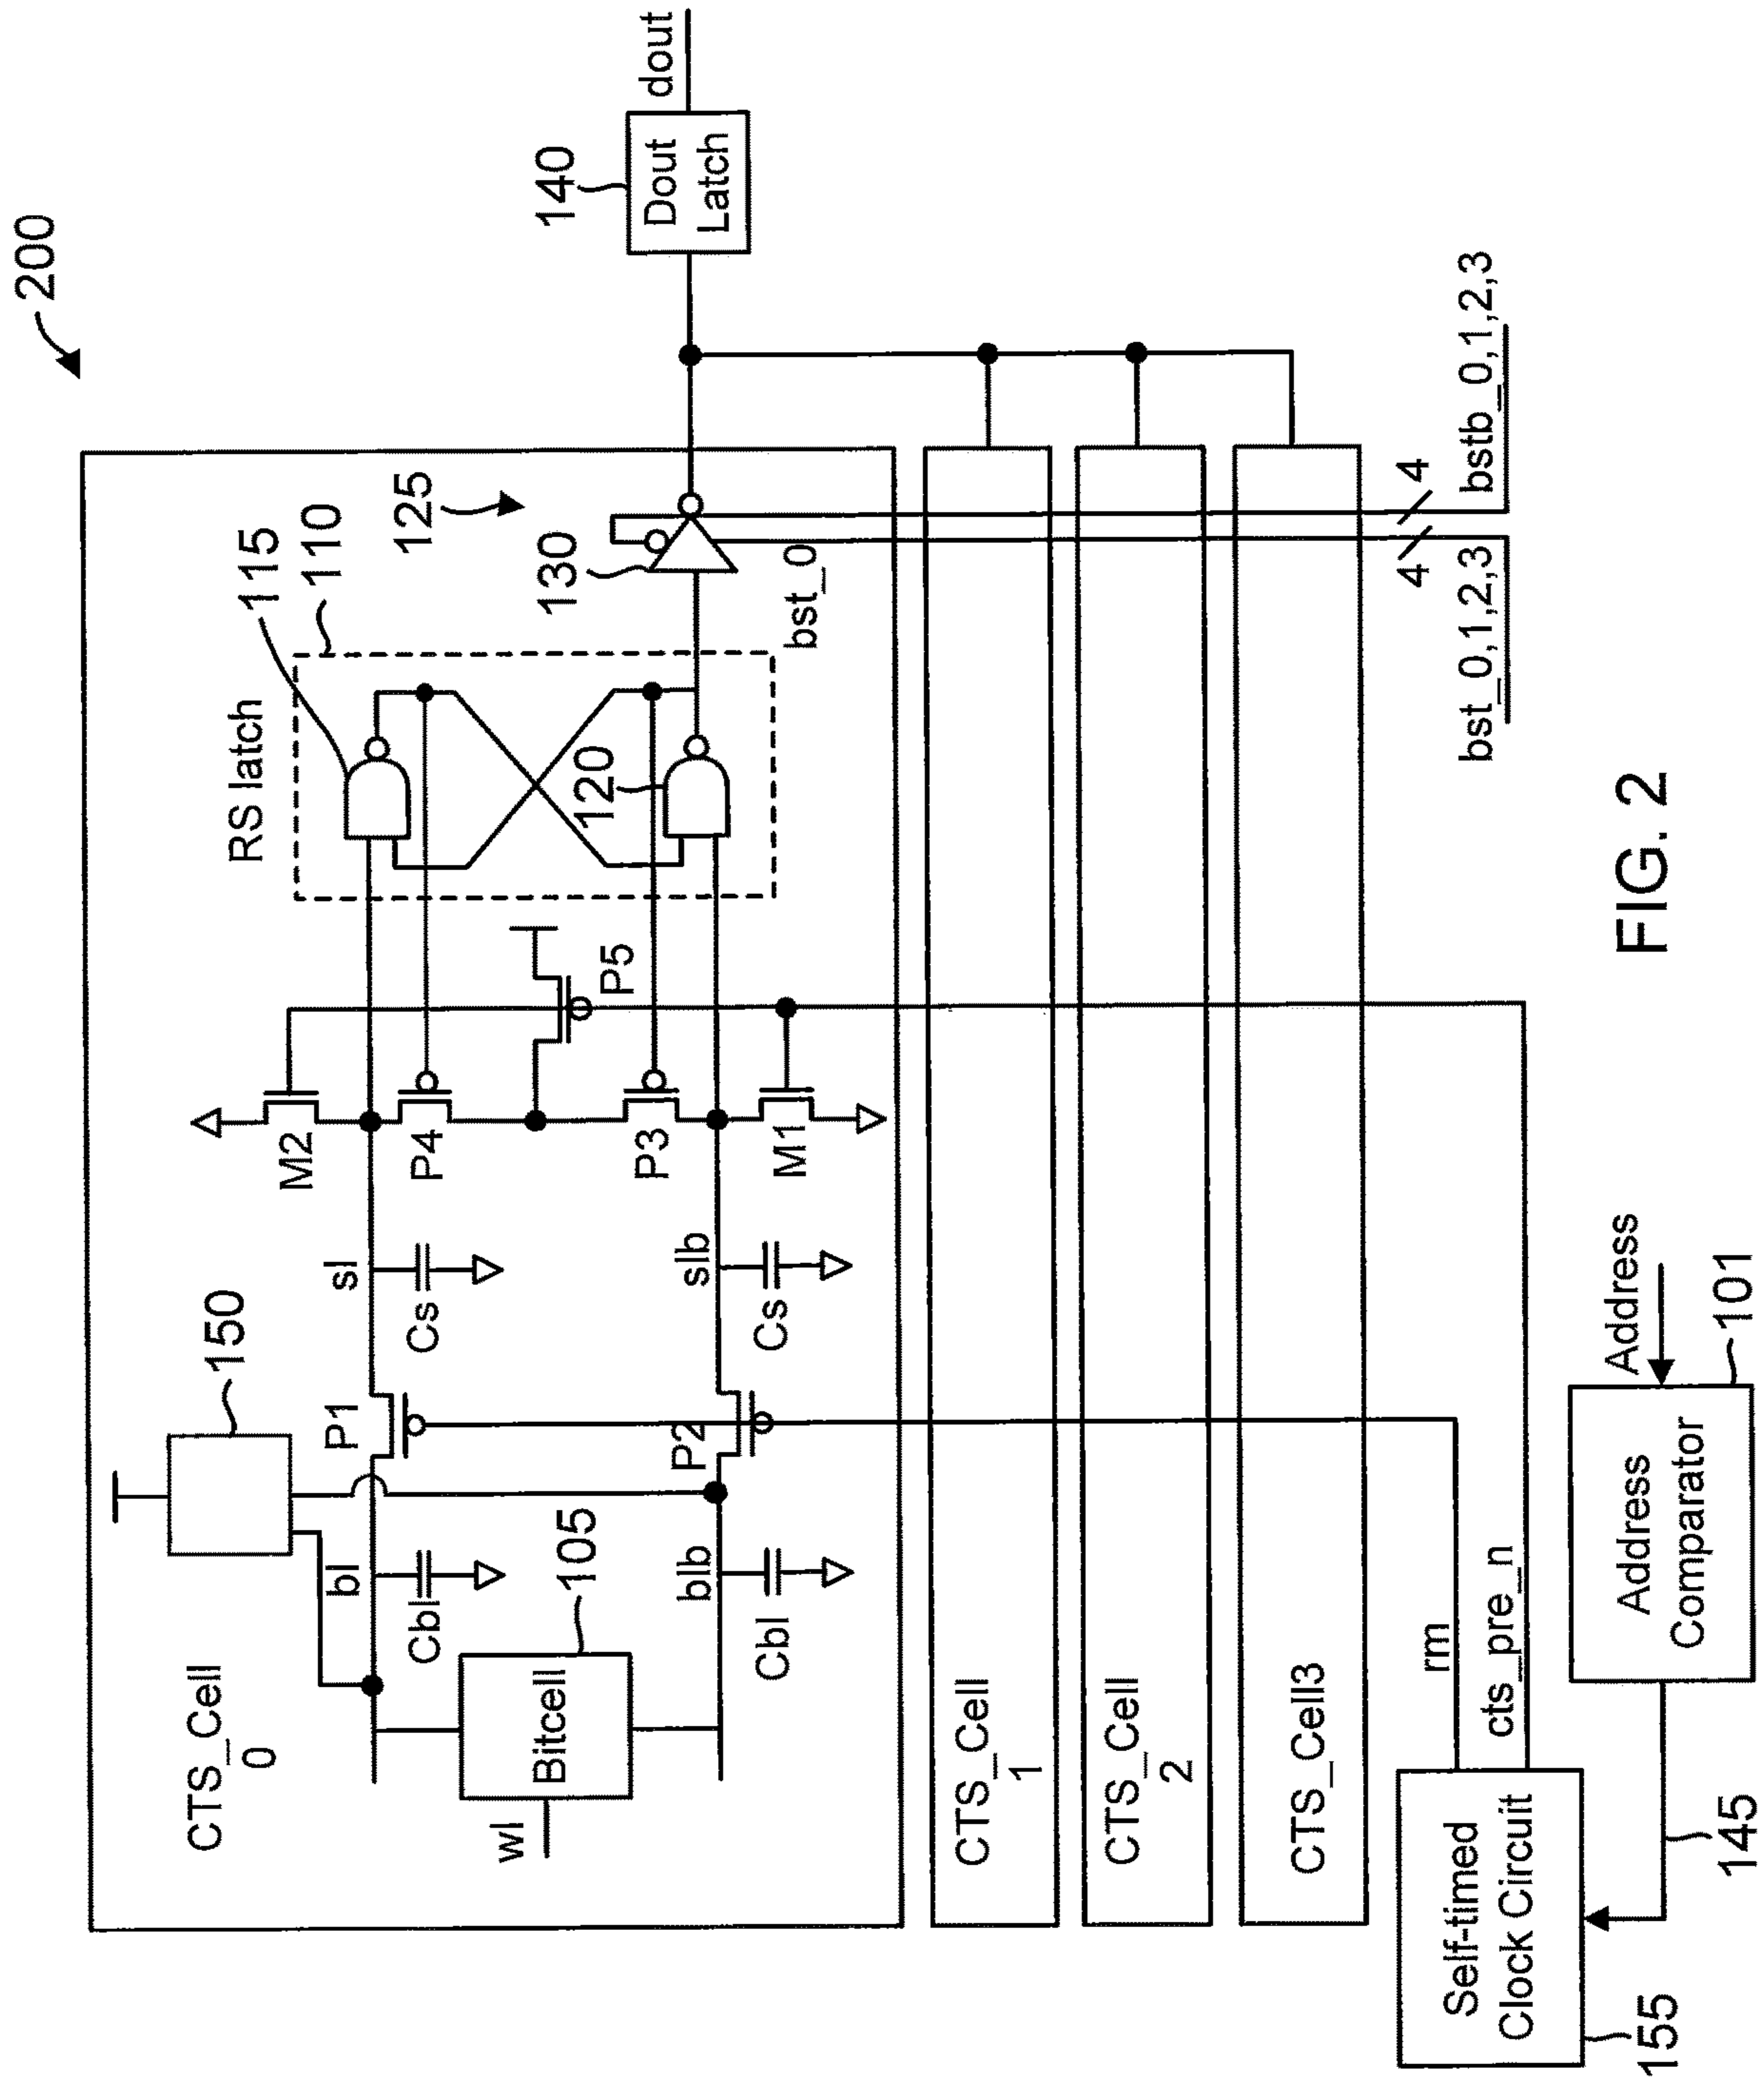 200
CTS_Cell
0
150
bl
Cbl
wl
Bitcell
105
blb
Cbl
P1
P2
sl
Cs
slb
Cs
M2
P4
P3
M1
P5
RS latch
115
110
120
125
130
bst_0
140
Dout
Latch
dout
CTS_Cell
1
CTS_Cell
2
CTS_Cell3
4
4
bst_0,1,2,3
bstb_0,1,2,3
rm
cts_pre_n
Self-timed
Clock Circuit
155
145
Address
Comparator
Address
101
FIG. 2